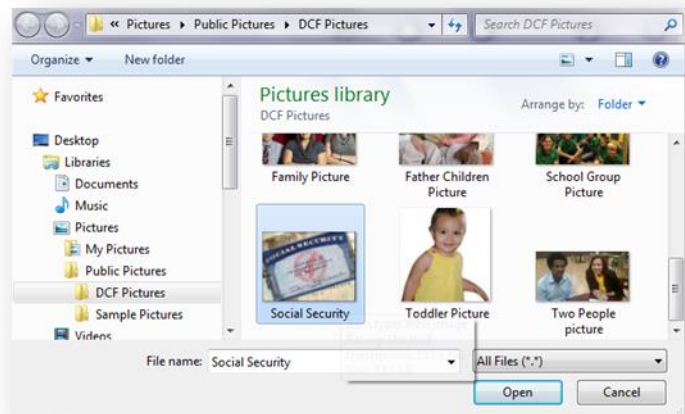 « Pictures ▸ Public Pictures ▸ DCF Pictures
Search DCF Pictures
Organize ▾ New folder
Favorites
Desktop
Libraries
Documents
Music
Pictures
My Pictures
Public Pictures
DCF Pictures
Sample Pictures
Videos
Pictures library
DCF Pictures
Arrange by: Folder ▾
Family Picture
Father Children
Picture
School Group
Picture
SOCIAL SECURITY
Social Security
Toddler Picture
Two People
picture
File name: Social Security
All Files (*.*)
Open
Cancel